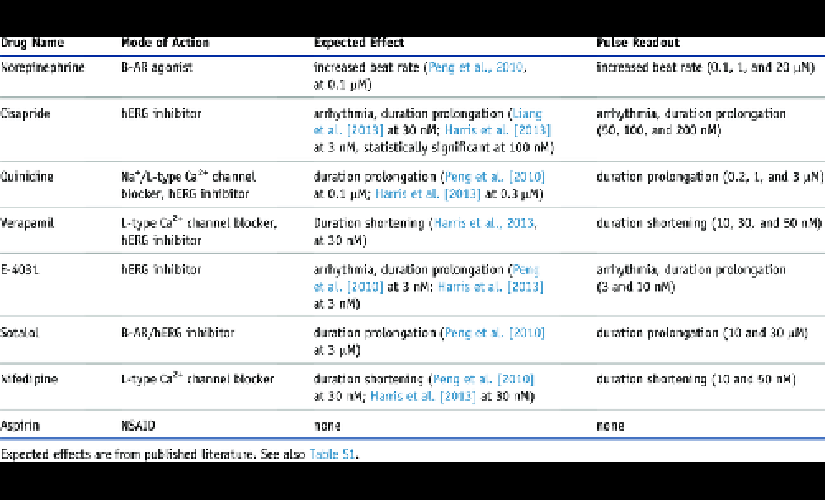 Drug Name Mode of Action Expected Effect Pulse Readout
Norepinephrine B-AR agonist increased beat rate (Peng et al., 2010, increased beat rate (0.1, 1, and 20 μM)
at 0.1 μM)
Cisapride hERG inhibitor arrhythmia, duration prolongation (Liang arrhythmia, duration prolongation
et al. [2013] at 30 nM; Harris et al. [2013] (50, 100, and 200 nM)
at 3 nM, statistically significant at 100 nM)
Quinidine Na⁺/L-type Ca²⁺ channel duration prolongation (Peng et al. [2010] duration prolongation (0.2, 1, and 3 μM)
blocker, hERG inhibitor at 0.1 μM; Harris et al. [2013] at 0.3 μM)
Verapamil L-type Ca²⁺ channel blocker, Duration shortening (Harris et al., 2013, duration shortening (10, 30, and 50 nM)
hERG inhibitor at 30 nM)
E-4031 hERG inhibitor arrhythmia, duration prolongation (Peng arrhythmia, duration prolongation
et al. [2010] at 3 nM; Harris et al. [2013] (3 and 10 nM)
at 3 nM)
Sotalol B-AR/hERG inhibitor duration prolongation (Peng et al. [2010] duration prolongation (10 and 30 μM)
at 3 μM)
Nifedipine L-type Ca²⁺ channel blocker duration shortening (Peng et al. [2010] duration shortening (10 and 50 nM)
at 30 nM; Harris et al. [2013] at 30 nM)
Aspirin NSAID none none
Expected effects are from published literature. See also Table S1.